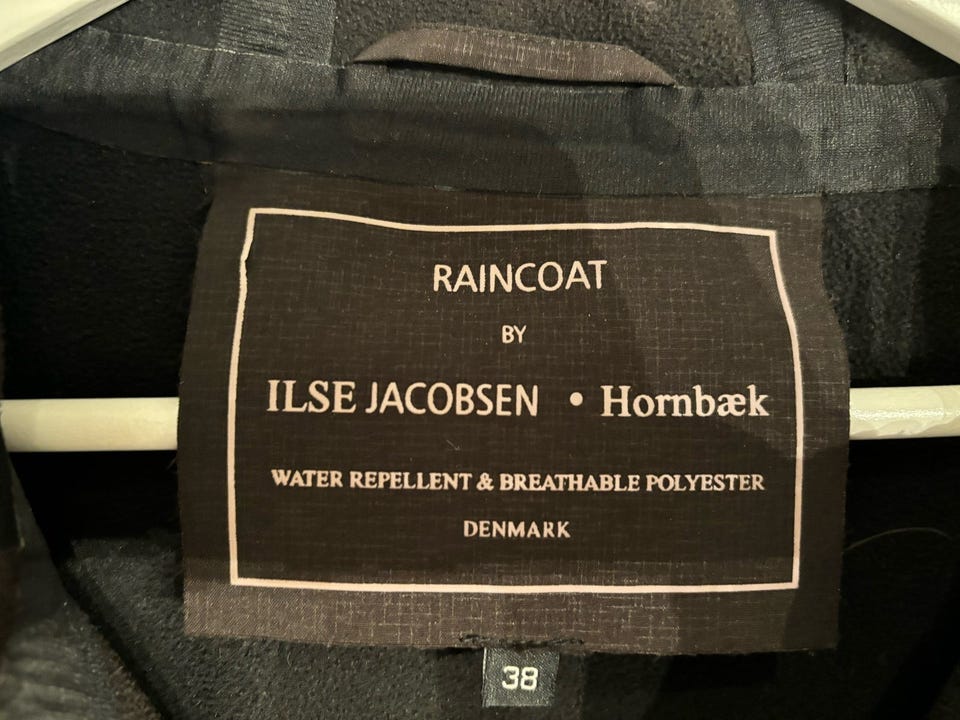 RAINCOAT
BY
ILSE JACOBSEN • Hornbæk
WATER REPELLENT & BREATHABLE POLYESTER
DENMARK
38